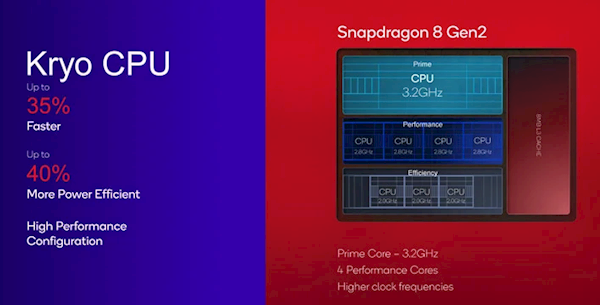 Kryo CPU
Up to
35%
Faster
Up to
40%
More Power Efficient
High Performance
Configuration
Snapdragon 8 Gen2
Prime
CPU
3.2GHz
Performance
CPU CPU CPU CPU
2.8GHz 2.8GHz 2.8GHz 2.8GHz
Efficiency
CPU CPU CPU
2.0GHz 2.0GHz 2.0GHz
8MB L3 CACHE
Prime Core – 3.2GHz
4 Performance Cores
Higher clock frequencies